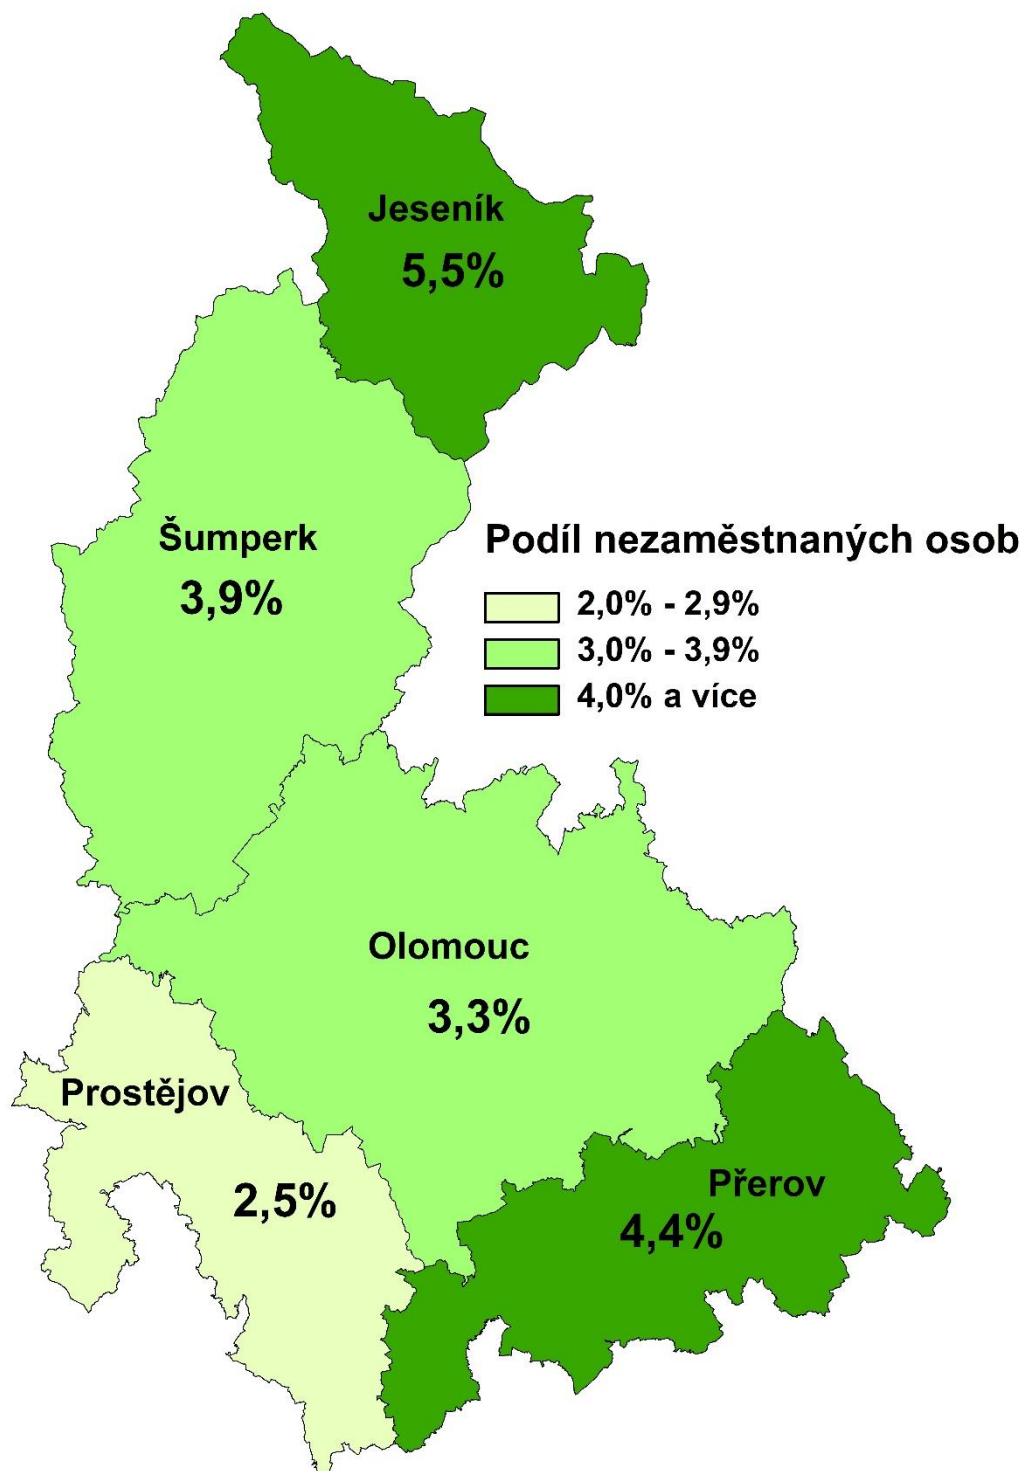 Jeseník
5,5%
Šumperk
3,9%
Podíl nezaměstnaných osob
2,0% - 2,9%
3,0% - 3,9%
4,0% a více
Olomouc
3,3%
Prostějov
2,5%
Přerov
4,4%